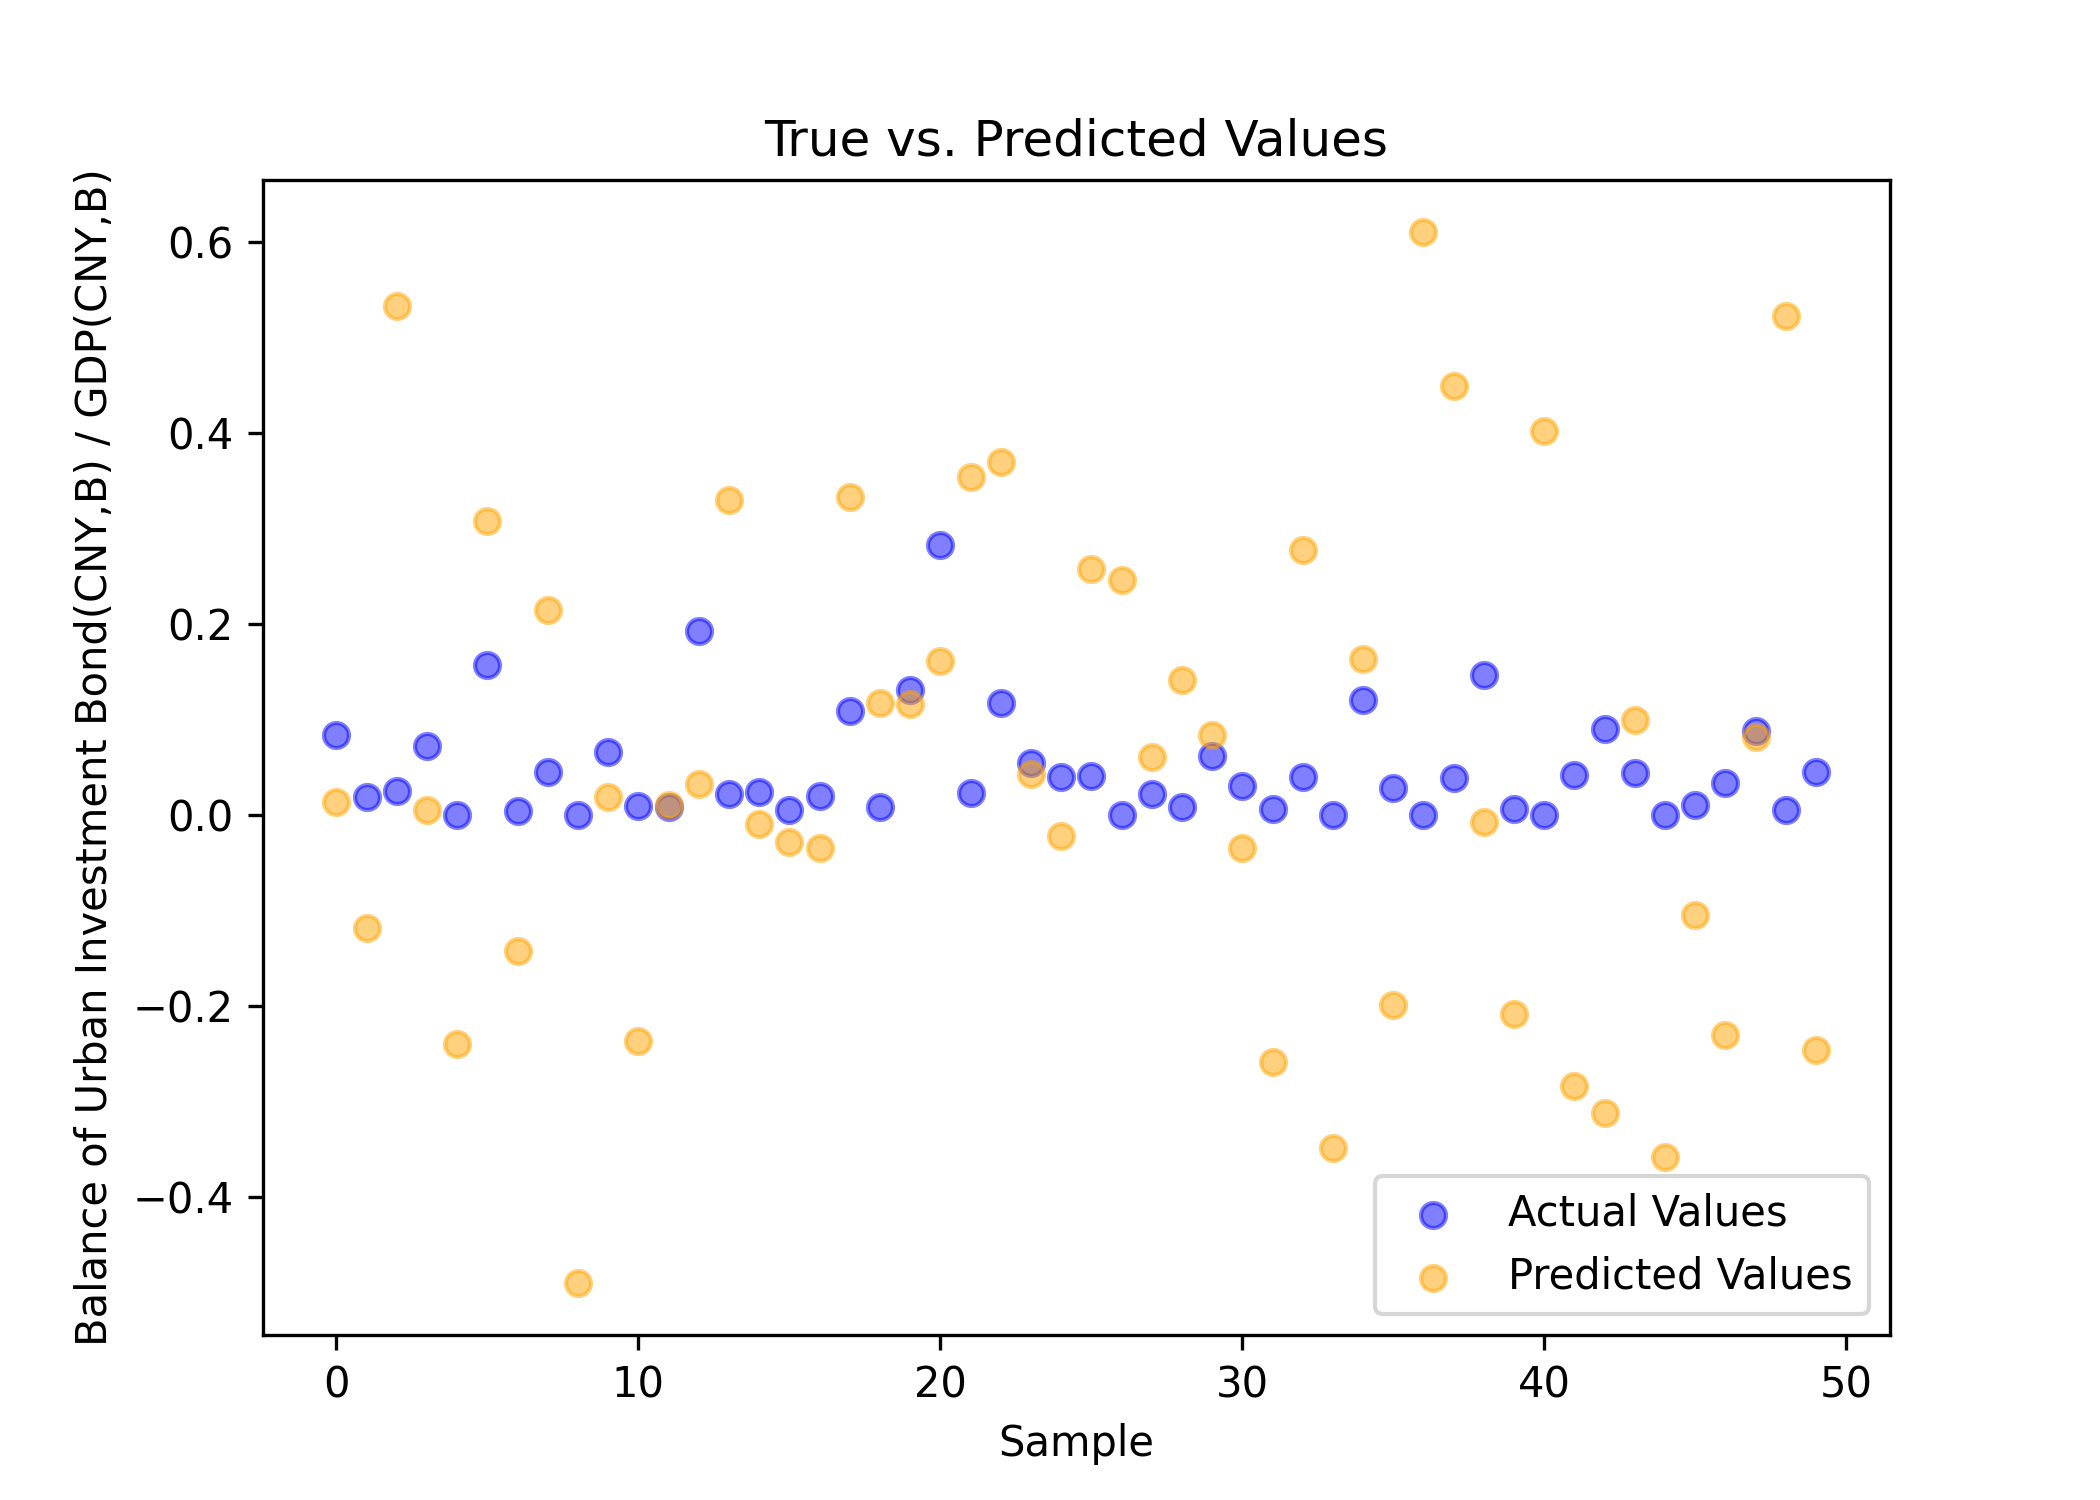 True vs. Predicted Values
Balance of Urban Investment Bond(CNY,B) / GDP(CNY,B)
0.6
0.4
0.2
0.0
−0.2
−0.4
Actual Values
Predicted Values
0 10 20 30 40 50
Sample